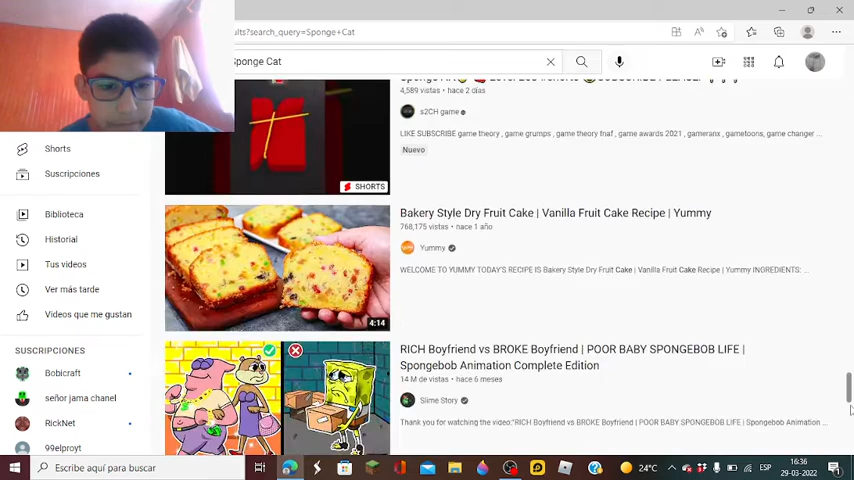 ults?search_query=Sponge+Cat
Sponge Cat
4,589 vistas • hace 2 días
s2CH game
LIKE SUBSCRIBE game theory , game grumps , game theory fnaf , game awards 2021 , gameranx , gametoons, game changer ...
Nuevo
SHORTS
Shorts
Suscripciones
Biblioteca
Historial
Tus videos
Ver más tarde
Videos que me gustan
SUSCRIPCIONES
Bobicraft
señor jama chanel
RickNet
99elproyt
Bakery Style Dry Fruit Cake | Vanilla Fruit Cake Recipe | Yummy
768,175 vistas • hace 1 año
Yummy
WELCOME TO YUMMY TODAY'S RECIPE IS Bakery Style Dry Fruit Cake | Vanilla Fruit Cake Recipe | Yummy INGREDIENTS: ...
4:14
RICH Boyfriend vs BROKE Boyfriend | POOR BABY SPONGEBOB LIFE |
Spongebob Animation Complete Edition
14 M de vistas • hace 6 meses
Slime Story
Thank you for watching the video:"RICH Boyfriend vs BROKE Boyfriend | POOR BABY SPONGEBOB LIFE | Spongebob Animation ...
Escribe aquí para buscar
24°C
ESP
16:36
29-03-2022